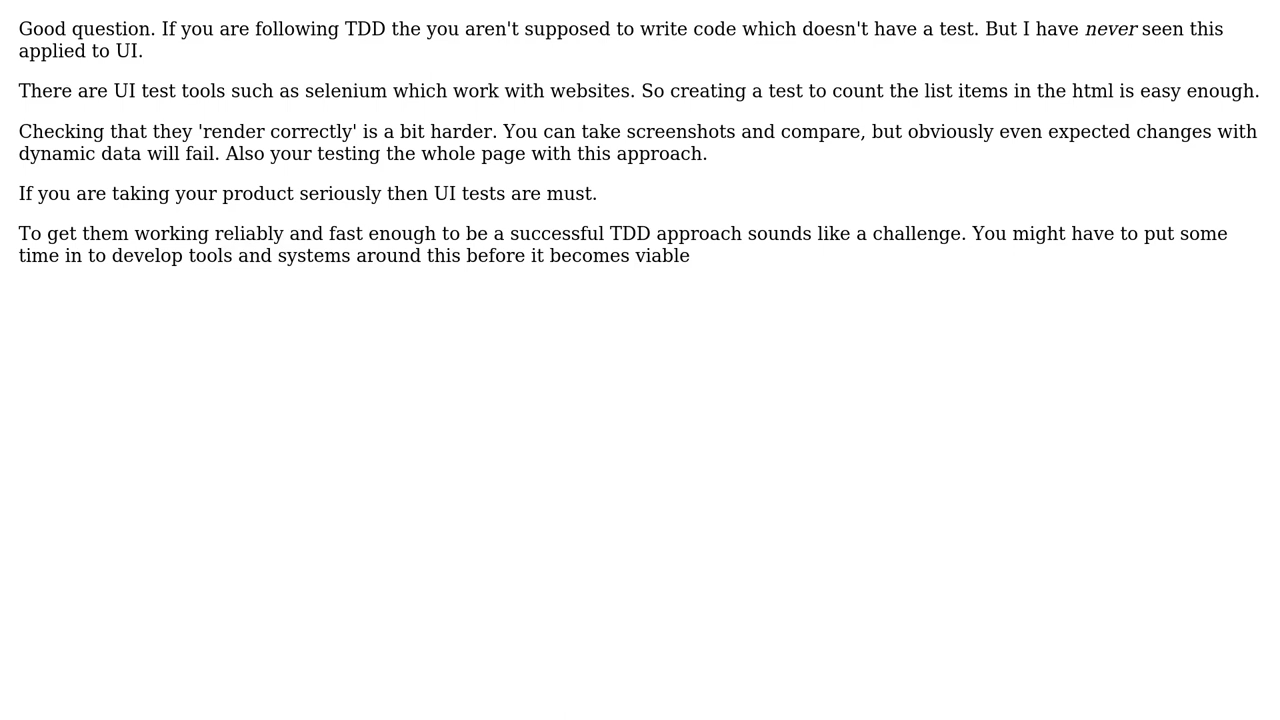 Good question. If you are following TDD the you aren't supposed to write code which doesn't have a test. But I have never seen this
applied to UI.
There are UI test tools such as selenium which work with websites. So creating a test to count the list items in the html is easy enough.
Checking that they 'render correctly' is a bit harder. You can take screenshots and compare, but obviously even expected changes with
dynamic data will fail. Also your testing the whole page with this approach.
If you are taking your product seriously then UI tests are must.
To get them working reliably and fast enough to be a successful TDD approach sounds like a challenge. You might have to put some
time in to develop tools and systems around this before it becomes viable